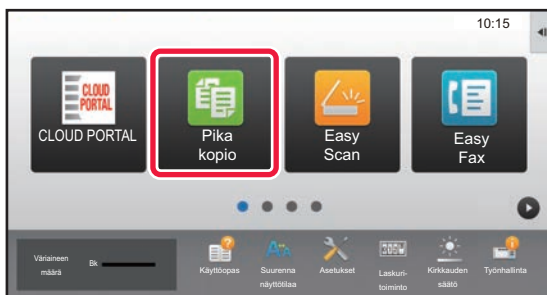 10:15
CLOUD
PORTAL
CLOUD PORTAL
Pika
kopio
Easy
Scan
Easy
Fax
Väriaineen
määrä
Bk
Käyttöopas
Suurenna
näyttötilaa
Asetukset
Laskuri-
toiminto
Kirkkauden
säätö
Työnhallinta